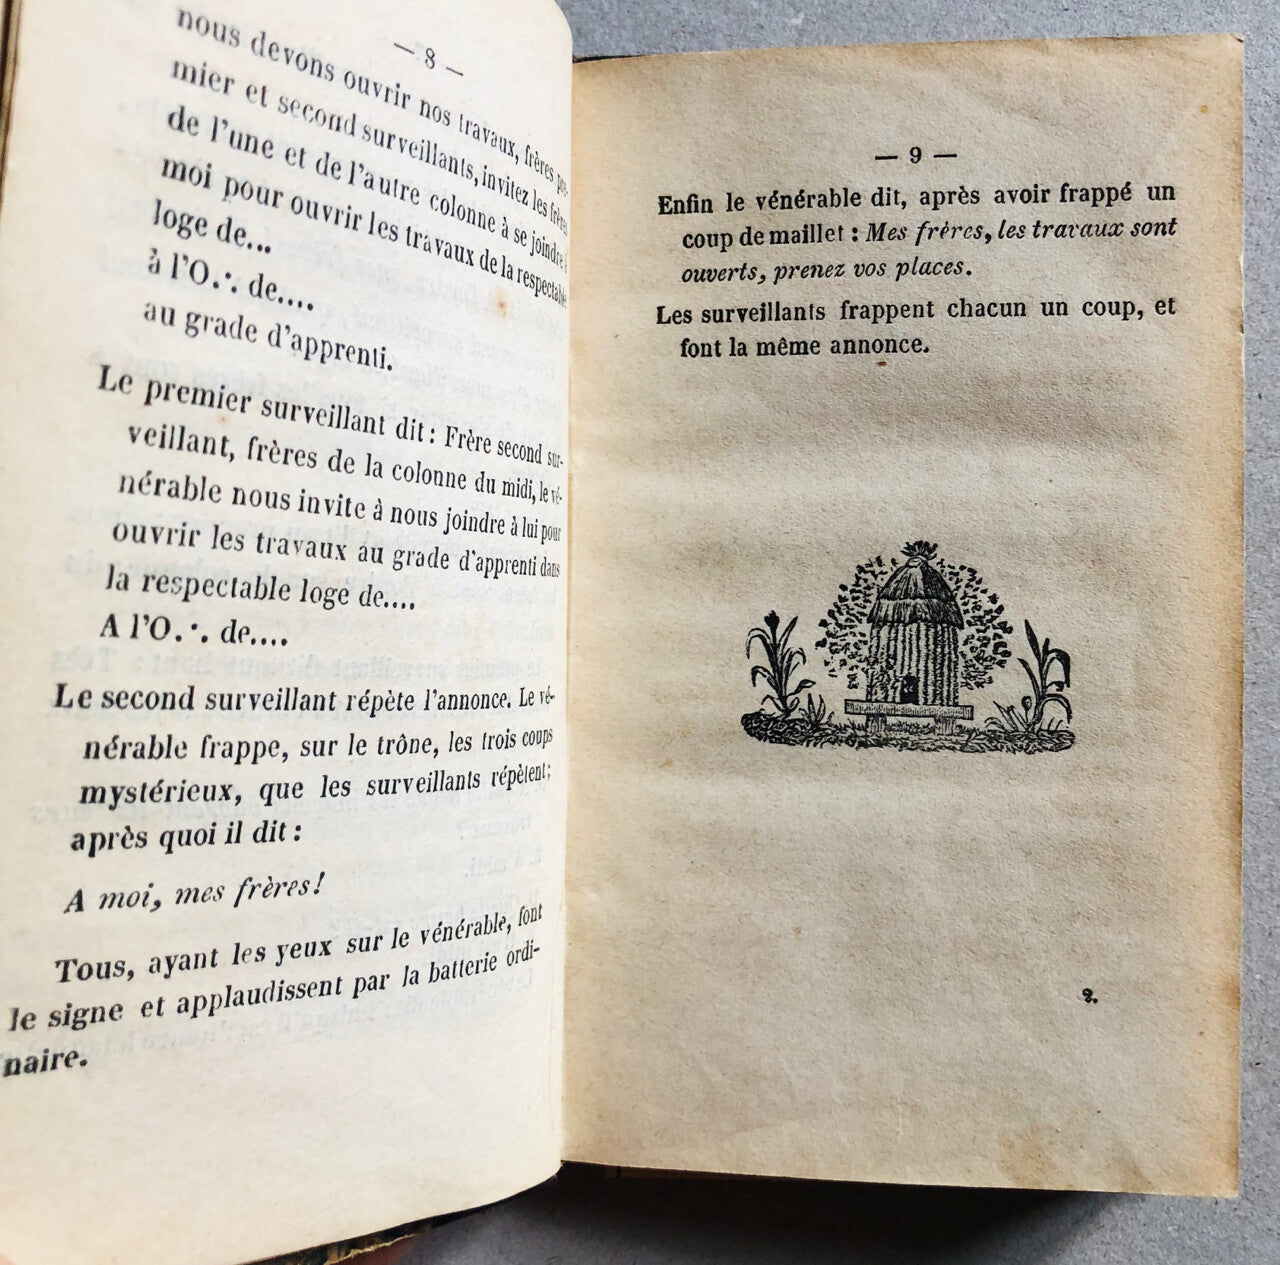 — 8 —
nous devons ouvrir nos travaux, frères pre-
mier et second surveillants, invitez les frères
de l'une et de l'autre colonne à se joindre à
moi pour ouvrir les travaux de la respectable
loge de...
à l'O.·. de....
au grade d'apprenti.
Le premier surveillant dit : Frère second sur-
veillant, frères de la colonne du midi, le vé-
nérable nous invite à nous joindre à lui pour
ouvrir les travaux au grade d'apprenti dans
la respectable loge de....
A l'O.·. de....
Le second surveillant répète l'annonce. Le vé-
nérable frappe, sur le trône, les trois coups
mystérieux, que les surveillants répètent;
après quoi il dit :
A moi, mes frères!
Tous, ayant les yeux sur le vénérable, font
le signe et applaudissent par la batterie ordi-
naire.
— 9 —
Enfin le vénérable dit, après avoir frappé un
coup de maillet : Mes frères, les travaux sont
ouverts, prenez vos places.
Les surveillants frappent chacun un coup, et
font la même annonce.
2.